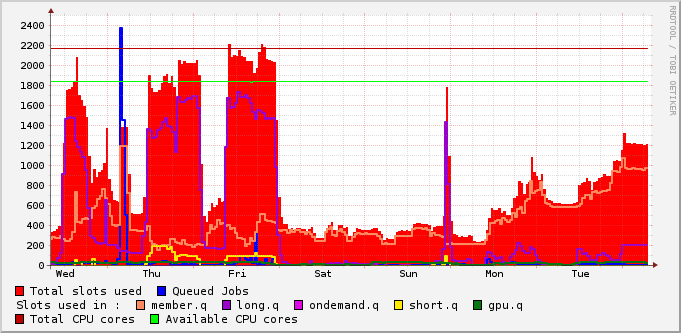 RRDTOOL / TOBI OETIKER
2400
2200
2000
1800
1600
1400
1200
1000
800
600
400
200
0
Wed Thu Fri Sat Sun Mon Tue
Total slots used Queued Jobs
Slots used in : member.q long.q ondemand.q short.q gpu.q
Total CPU cores Available CPU cores